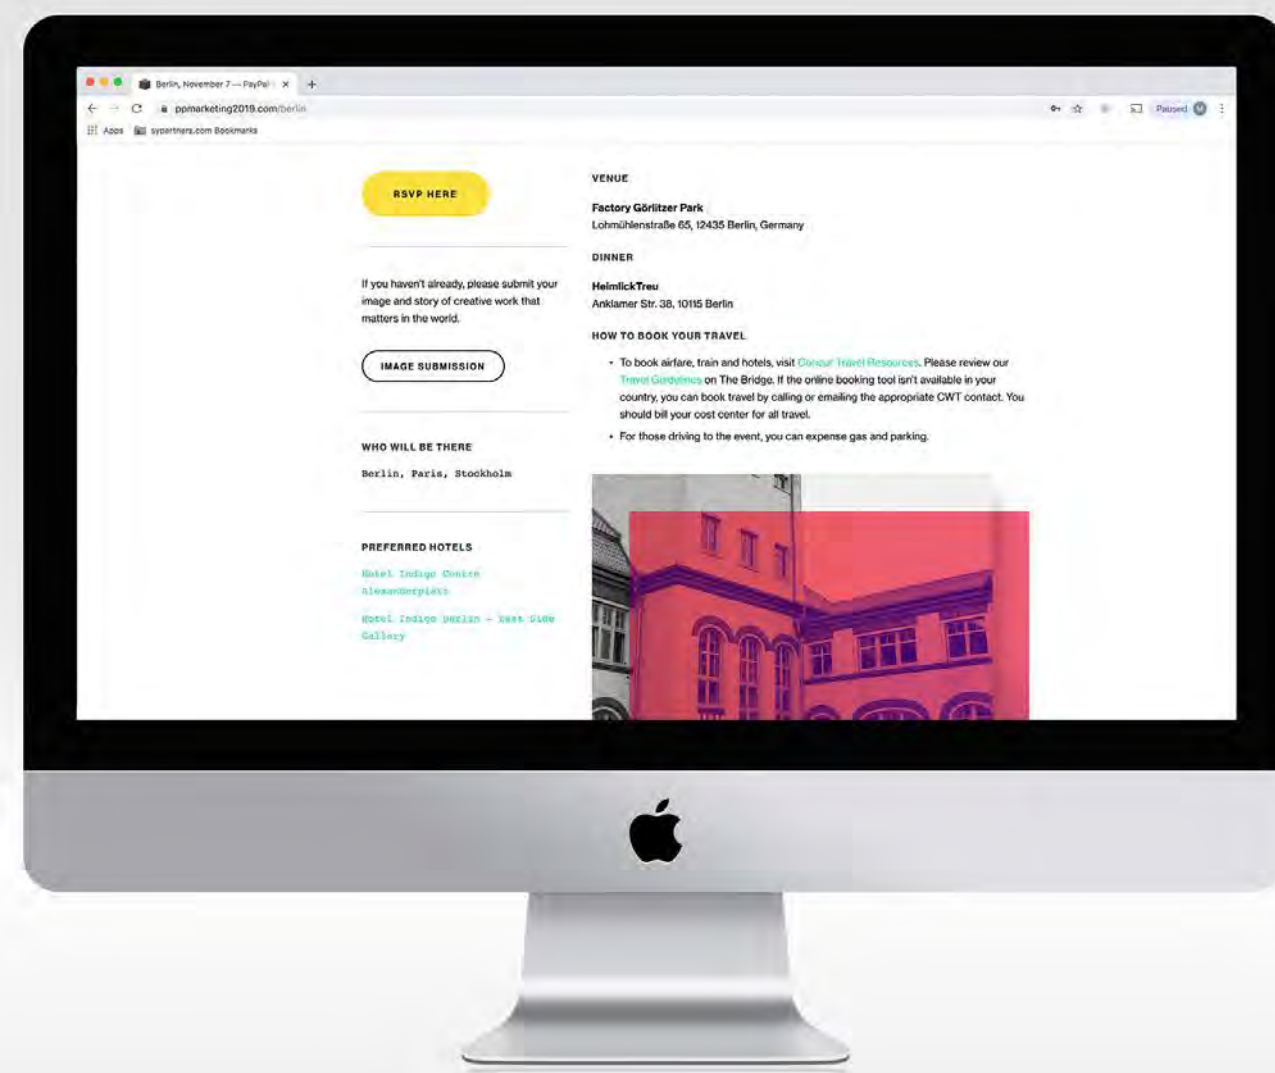 Berlin, November 7 — PayPal
ppmarketing2019.com/berlin
Paused
M
Apps
sypartners.com Bookmarks
RSVP HERE
If you haven't already, please submit your
image and story of creative work that
matters in the world.
IMAGE SUBMISSION
WHO WILL BE THERE
Berlin, Paris, Stockholm
PREFERRED HOTELS
Hotel Indigo Centre
Alexanderplatz
Hotel Indigo Berlin – East Side
Gallery
VENUE
Factory Görlitzer Park
Lohmühlenstraße 65, 12435 Berlin, Germany
DINNER
HeimlickTreu
Anklamer Str. 38, 10115 Berlin
HOW TO BOOK YOUR TRAVEL
• To book airfare, train and hotels, visit Concur Travel Resources. Please review our
Travel Guidelines on The Bridge. If the online booking tool isn't available in your
country, you can book travel by calling or emailing the appropriate CWT contact. You
should bill your cost center for all travel.
• For those driving to the event, you can expense gas and parking.